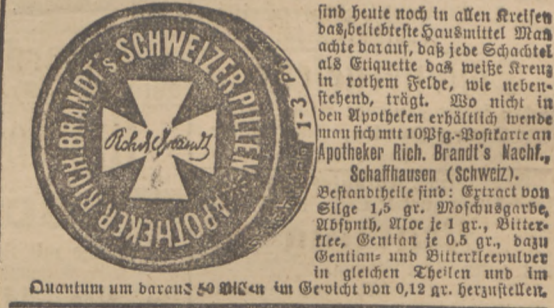 APOTHEKER RICH. BRANDT's SCHWEIZERPILLEN
Rchd Brandt
1-3
sind heute noch in allen Kreisen
das beliebteste Hausmittel Man
achte darauf, daß jede Schachtel
als Etiquette das weiße Kreuz
in rothem Felde, wie neben-
stehend, trägt. Wo nicht in
den Apotheken erhältlich wende
man sich mit 10Pfg.-Postkarte an
Apotheker Rich. Brandt's Nachf.,
Schaffhausen (Schweiz).
Bestandtheile sind: Extract von
Silge 1,5 gr. Moschusgarbe,
Absynth, Aloe je 1 gr., Bitter-
klee, Gentian je 0,5 gr., dazu
Gentian- und Bitterkleepulver
in gleichen Theilen und im
Quantum um daraus 50 Pillen im Gewicht von 0,12 gr. herzustellen.